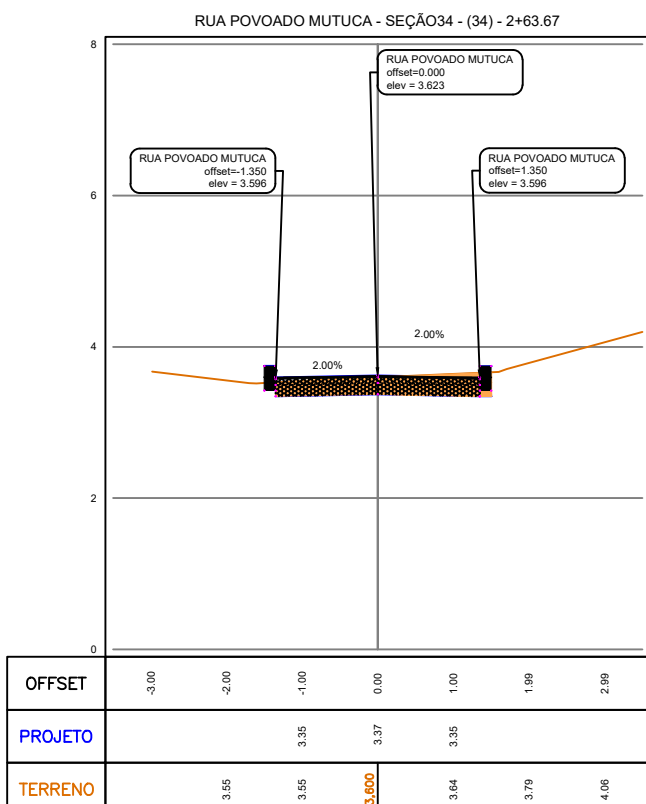 RUA POVOADO MUTUCA - SEÇÃO34 - (34) - 2+63.67
8
RUA POVOADO MUTUCA
offset=0.000
elev = 3.623
RUA POVOADO MUTUCA
offset=-1.350
elev = 3.596
RUA POVOADO MUTUCA
offset=1.350
elev = 3.596
6
4
2.00%
2.00%
2
0
OFFSET -3.00 -2.00 -1.00 0.00 1.00 1.99 2.99
PROJETO 3.35 3.37 3.35
TERRENO 3.55 3.55 3,600 3.64 3.79 4.06